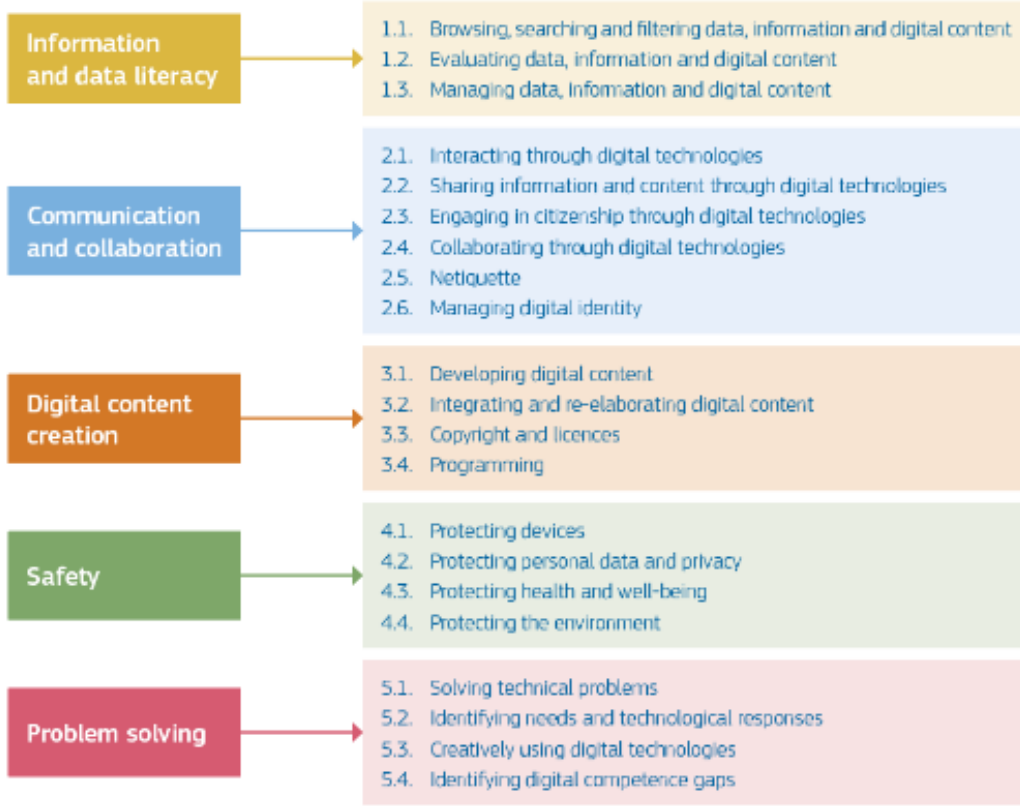 Information
and data literacy
1.1. Browsing, searching and filtering data, information and digital content
1.2. Evaluating data, information and digital content
1.3. Managing data, information and digital content
Communication
and collaboration
2.1. Interacting through digital technologies
2.2. Sharing information and content through digital technologies
2.3. Engaging in citizenship through digital technologies
2.4. Collaborating through digital technologies
2.5. Netiquette
2.6. Managing digital identity
Digital content
creation
3.1. Developing digital content
3.2. Integrating and re-elaborating digital content
3.3. Copyright and licences
3.4. Programming
Safety
4.1. Protecting devices
4.2. Protecting personal data and privacy
4.3. Protecting health and well-being
4.4. Protecting the environment
Problem solving
5.1. Solving technical problems
5.2. Identifying needs and technological responses
5.3. Creatively using digital technologies
5.4. Identifying digital competence gaps